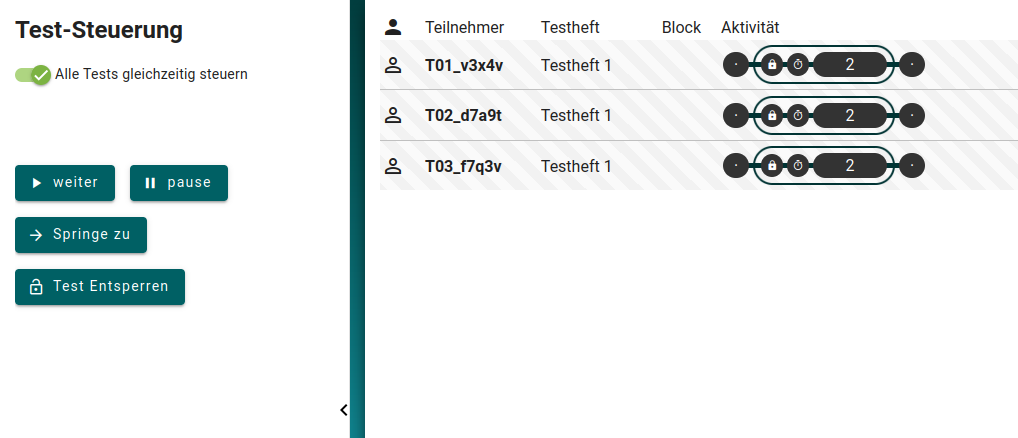 Test-Steuerung
Alle Tests gleichzeitig steuern
weiter
pause
Springe zu
Test Entsperren
Teilnehmer Testheft Block Aktivität
T01_v3x4v Testheft 1 · 2 ·
T02_d7a9t Testheft 1 · 2 ·
T03_f7q3v Testheft 1 · 2 ·